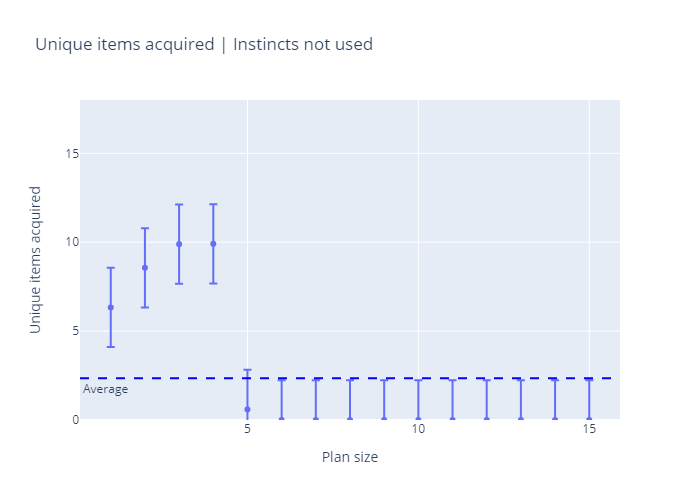 Unique items acquired | Instincts not used
Unique items acquired
15
10
5
0
Average
5
10
15
Plan size